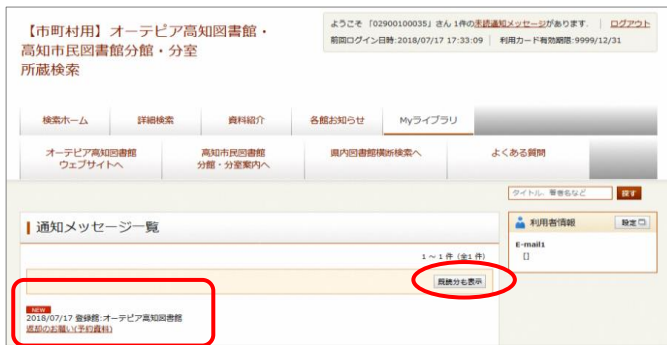 【市町村用】オーテピア高知図書館・
高知市民図書館分館・分室
所蔵検索
ようこそ「02900100035」さん 1件の未読通知メッセージがあります. ログアウト
前回ログイン日時:2018/07/17 17:33:09 利用カード有効期限:9999/12/31
検索ホーム 詳細検索 資料紹介 各館お知らせ Myライブラリ
オーテピア高知図書館 高知市民図書館 県内図書館横断検索へ よくある質問
ウェブサイトへ 分館・分室案内へ
タイトル、著者名など 探す
通知メッセージ一覧
利用者情報 設定
E-mail1
[]
1 ~ 1 件 (全1 件)
既読分も表示
NEW
2018/07/17 登録館:オーテピア高知図書館
返却のお願い(予約資料)